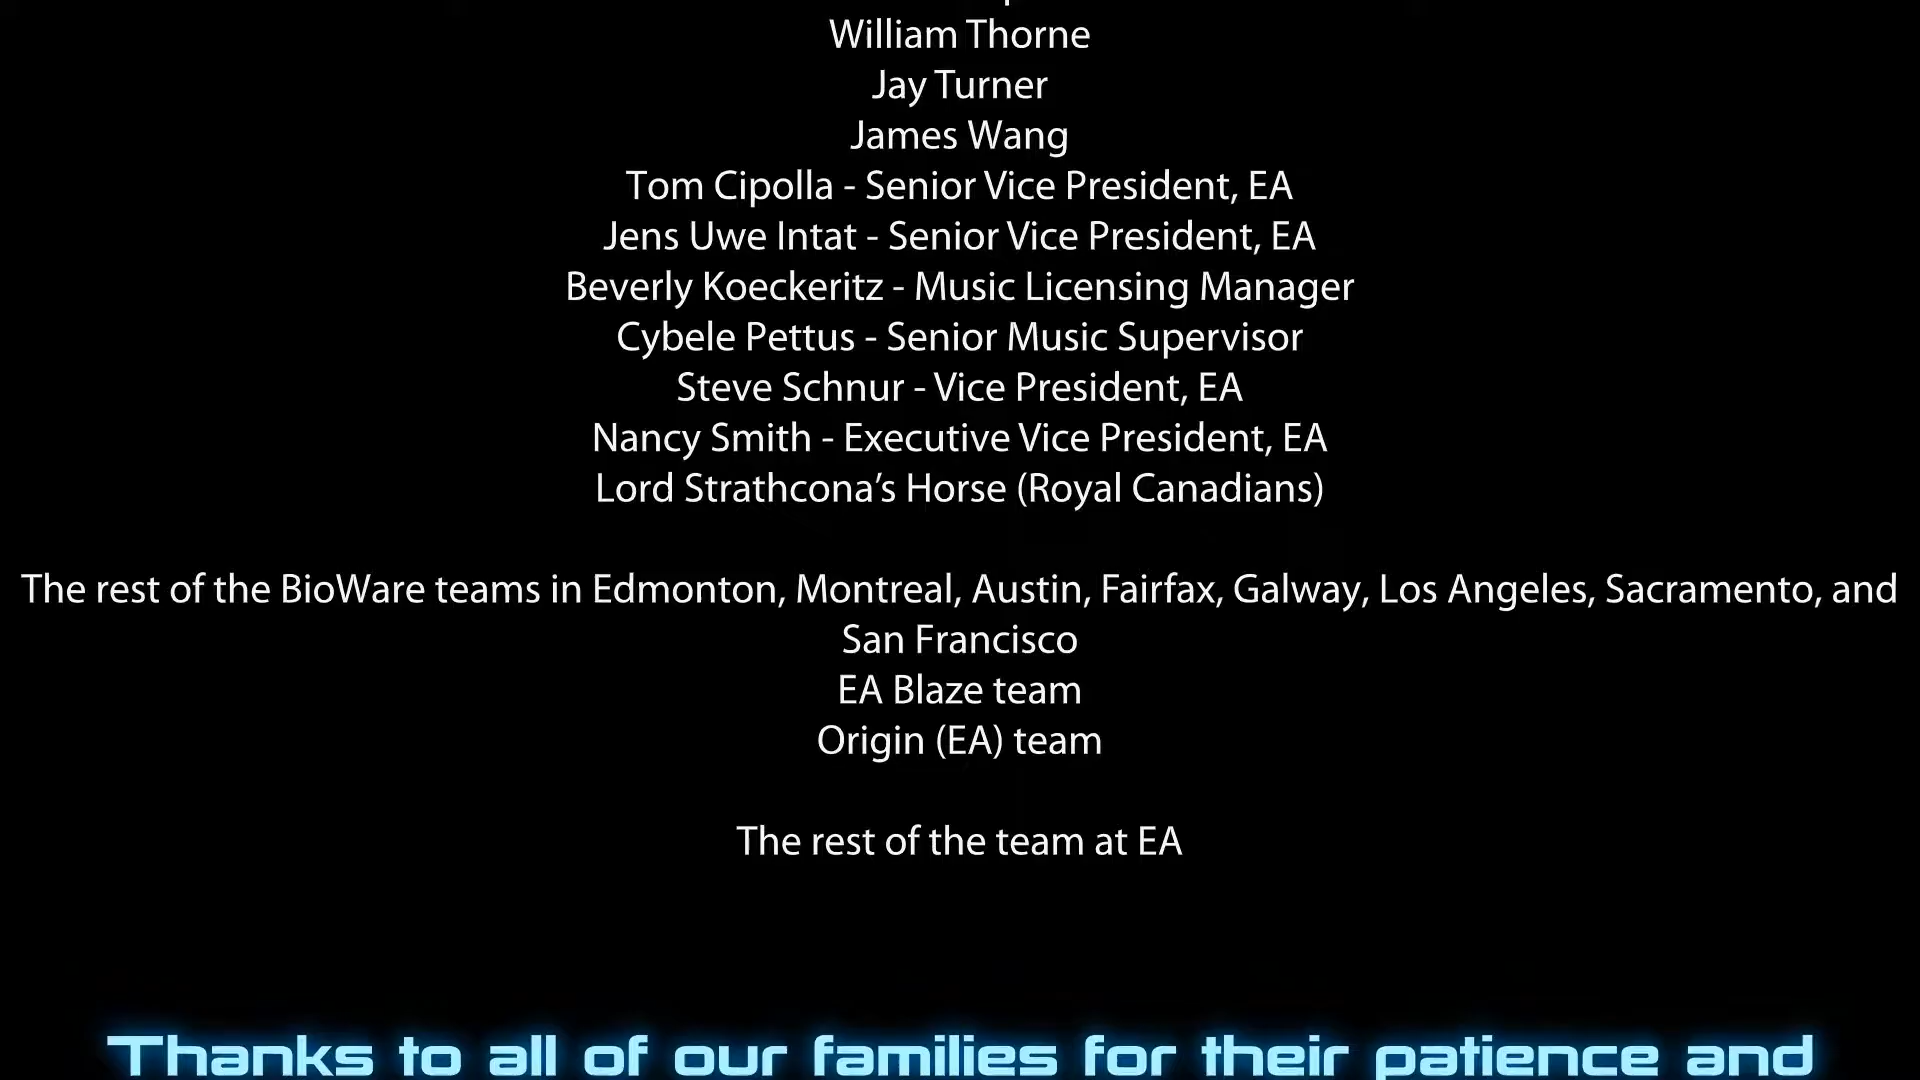 William Thorne
Jay Turner
James Wang
Tom Cipolla - Senior Vice President, EA
Jens Uwe Intat - Senior Vice President, EA
Beverly Koeckeritz - Music Licensing Manager
Cybele Pettus - Senior Music Supervisor
Steve Schnur - Vice President, EA
Nancy Smith - Executive Vice President, EA
Lord Strathcona’s Horse (Royal Canadians)
The rest of the BioWare teams in Edmonton, Montreal, Austin, Fairfax, Galway, Los Angeles, Sacramento, and
San Francisco
EA Blaze team
Origin (EA) team
The rest of the team at EA
Thanks to all of our families for their patience and